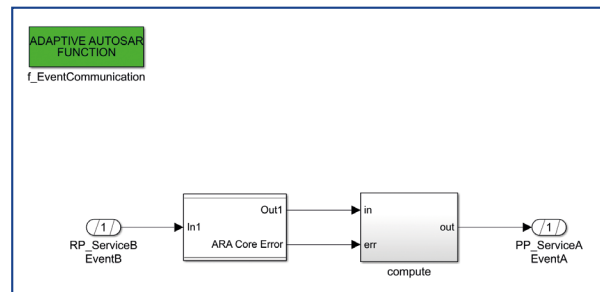 ADAPTIVE AUTOSAR
FUNCTION
f_EventCommunication
/1/
RP_ServiceB
EventB
In1
Out1
ARA Core Error
in
err
out
compute
/1/
PP_ServiceA
EventA